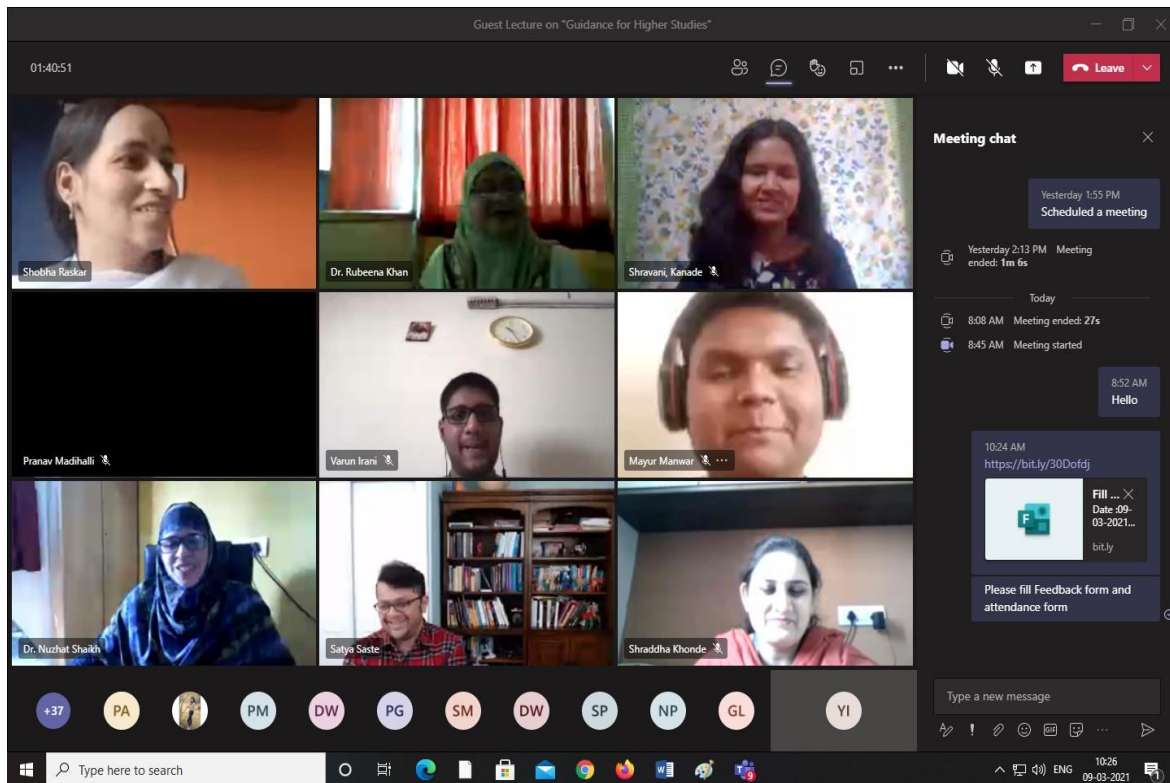 Guest Lecture on "Guidance for Higher Studies"
01:40:51
Leave
Shobha Raskar
Dr. Rubeena Khan
Shravani, Kanade
Pranav Madihalli
Varun Irani
Mayur Manwar
Dr. Nuzhat Shaikh
Satya Saste
Shraddha Khonde
+37
PA
PM
DW
PG
SM
DW
SP
NP
GL
YI
Meeting chat
Yesterday 1:55 PM
Scheduled a meeting
Yesterday 2:13 PM Meeting
ended: 1m 6s
Today
8:08 AM Meeting ended: 27s
8:45 AM Meeting started
8:52 AM
Hello
10:24 AM
https://bit.ly/30Dofdj
F
Fill ...
Date :09-
03-2021...
bit.ly
Please fill Feedback form and
attendance form
Type a new message
GIF
Type here to search
ENG
10:26
09-03-2021